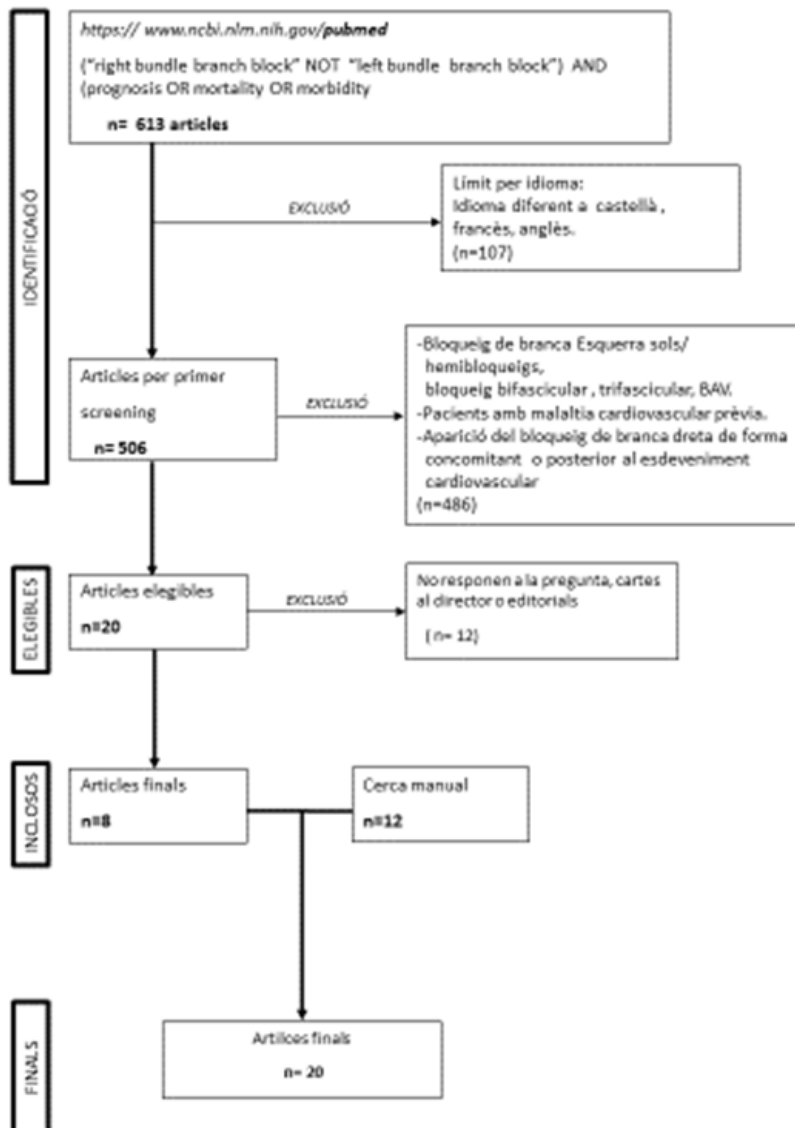 https:// www.ncbi.nlm.nih.gov/pubmed
("right bundle branch block" NOT "left bundle branch block") AND
(prognosis OR mortality OR morbidity
n= 613 articles
IDENTIFICACIÓ
EXCLUSIÓ
Límit per idioma:
Idioma diferent a castellà ,
francès, anglès.
(n=107)
Articles per primer
screening
n= 506
EXCLUSIÓ
-Bloqueig de branca Esquerra sols/
hemibloqueigs,
bloqueig bifascicular , trifascicular, BAV.
-Pacients amb malaltia cardiovascular prèvia.
-Aparició del bloqueig de branca dreta de forma
concomitant o posterior al esdeveniment
cardiovascular
(n=486)
ELEGIBLES
Articles elegibles
n=20
EXCLUSIÓ
No responen a la pregunta, cartes
al director o editorials
( n= 12)
INCLOSOS
Articles finals
n=8
Cerca manual
n=12
FINALS
Artilces finals
n= 20